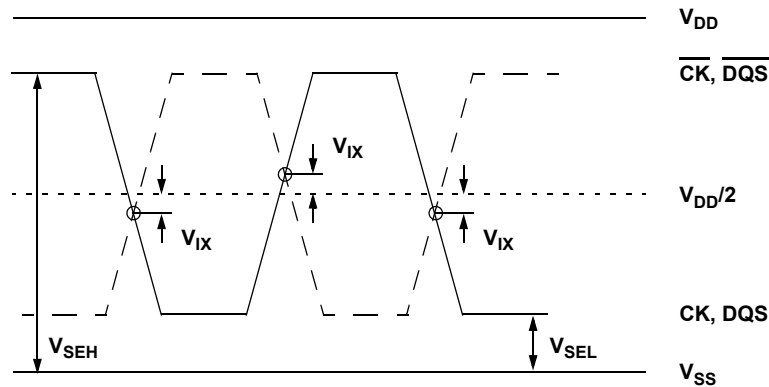 VDD
CK, DQS
VIX
VDD/2
VIX
VIX
CK, DQS
VSEH
VSEL
VSS